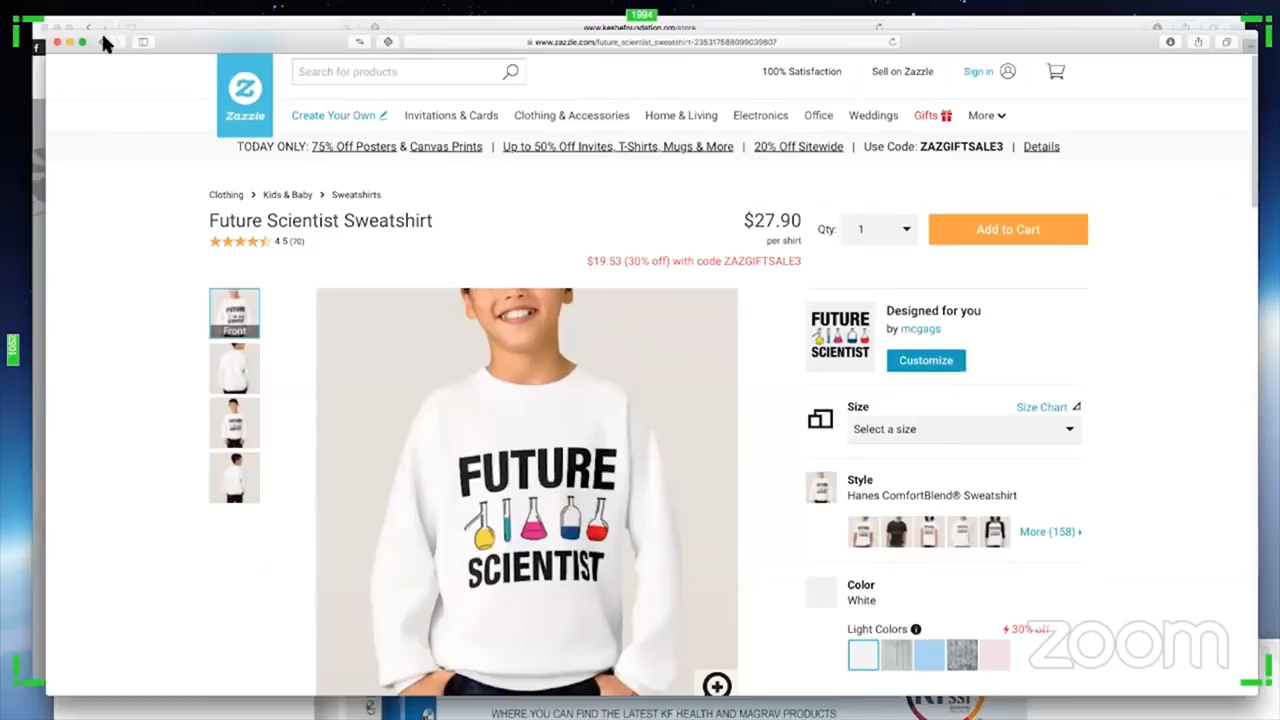 1994
www.keshefoundation.org/store
www.zazzle.com/future_scientist_sweatshirt-235317588099039807
f
Z
Zazzle
Search for products
100% Satisfaction
Sell on Zazzle
Sign in
Create Your Own
Invitations & Cards
Clothing & Accessories
Home & Living
Electronics
Office
Weddings
Gifts
More
TODAY ONLY: 75% Off Posters & Canvas Prints | Up to 50% Off Invites, T-Shirts, Mugs & More | 20% Off Sitewide | Use Code: ZAZGIFTSALE3 | Details
Clothing > Kids & Baby > Sweatshirts
Future Scientist Sweatshirt
4.5 (70)
$27.90
per shirt
Qty: 1
Add to Cart
$19.53 (30% off) with code ZAZGIFTSALE3
Front
FUTURE
SCIENTIST
FUTURE
SCIENTIST
Designed for you
by mcgags
Customize
Size
Size Chart
Select a size
1052
Style
Hanes ComfortBlend® Sweatshirt
More (158)
Color
White
Light Colors
30% off
zoom
WHERE YOU CAN FIND THE LATEST KF HEALTH AND MAGRAV PRODUCTS